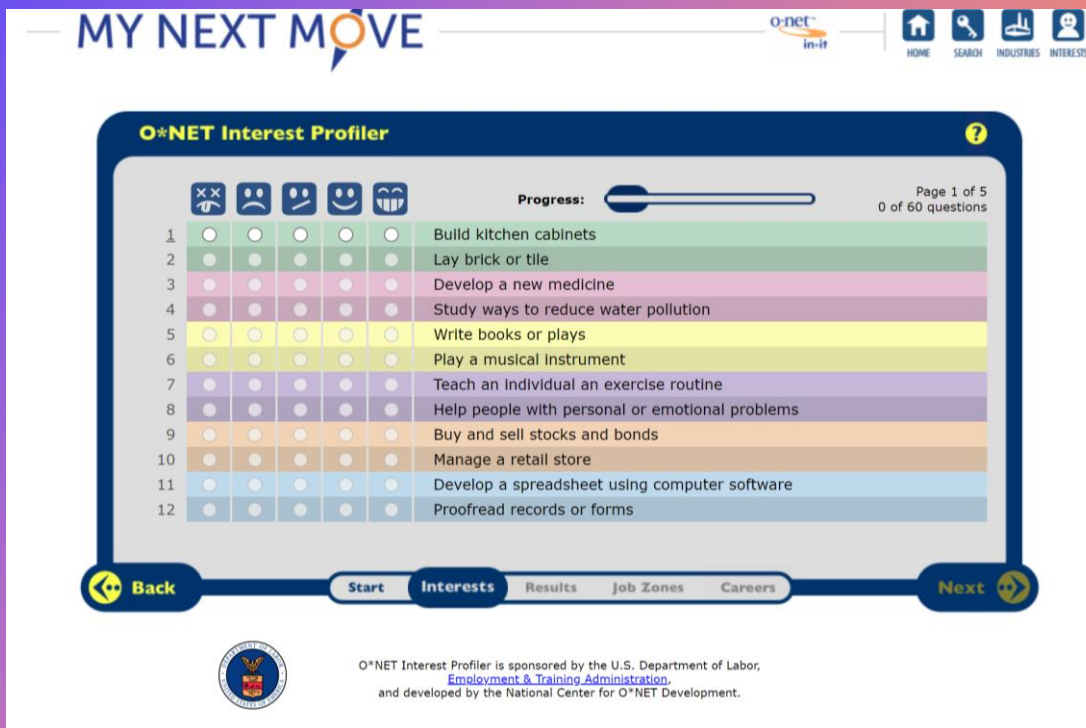 MY NEXT MOVE
o·net™
in-it
HOME
SEARCH
INDUSTRIES
INTERESTS
O*NET Interest Profiler
?
Progress:
Page 1 of 5
0 of 60 questions
1 Build kitchen cabinets
2 Lay brick or tile
3 Develop a new medicine
4 Study ways to reduce water pollution
5 Write books or plays
6 Play a musical instrument
7 Teach an individual an exercise routine
8 Help people with personal or emotional problems
9 Buy and sell stocks and bonds
10 Manage a retail store
11 Develop a spreadsheet using computer software
12 Proofread records or forms
Back
Start
Interests
Results
Job Zones
Careers
Next
O*NET Interest Profiler is sponsored by the U.S. Department of Labor,
Employment & Training Administration,
and developed by the National Center for O*NET Development.